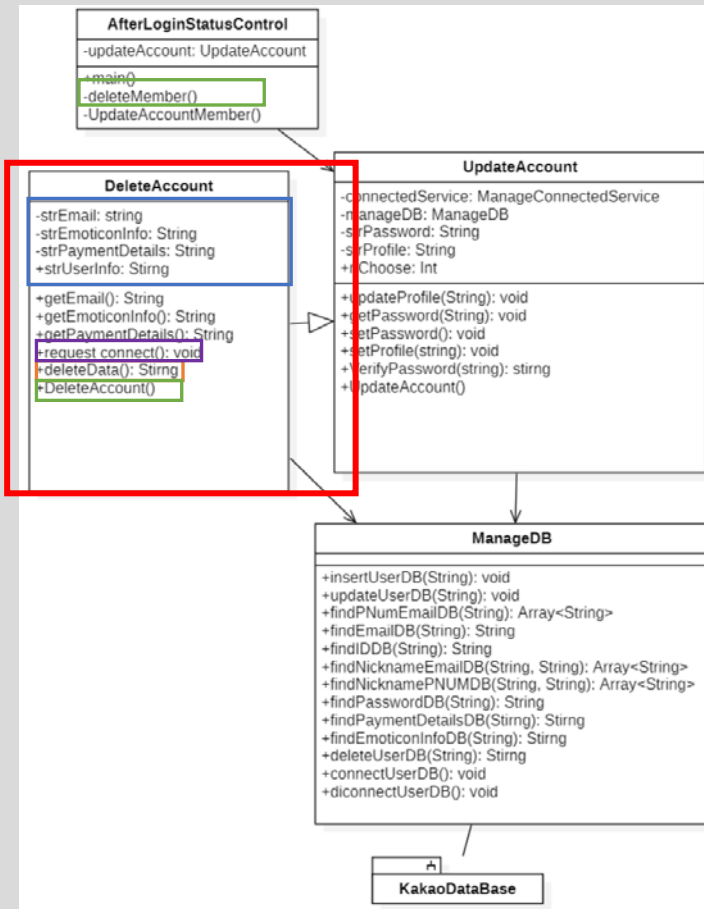 AfterLoginStatusControl
-updateAccount: UpdateAccount
+main()
-deleteMember()
-UpdateAccountMember()
DeleteAccount
-strEmail: string
-strEmoticonInfo: String
-strPaymentDetails: String
+strUserInfo: Stirng
+getEmail(): String
+getEmoticonInfo(): String
+getPaymentDetails(): String
+request connect(): void
+deleteData(): Stirng
+DeleteAccount()
UpdateAccount
-connectedService: ManageConnectedService
-manageDB: ManageDB
-strPassword: String
-strProfile: String
+nChoose: Int
+updateProfile(String): void
+getPassword(String): void
+setPassword(): void
+setProfile(string): void
+VerifyPassword(string): stirng
+UpdateAccount()
ManageDB
+insertUserDB(String): void
+updateUserDB(String): void
+findPNumEmailDB(String): Array<String>
+findEmailDB(String): String
+findIDDB(String): String
+findNicknameEmailDB(String, String): Array<String>
+findNicknamePNUMDB(String, String): Array<String>
+findPasswordDB(String): String
+findPaymentDetailsDB(Stirng): Stirng
+findEmoticonInfoDB(String): Stirng
+deleteUserDB(String): Stirng
+connectUserDB(): void
+diconnectUserDB(): void
KakaoDataBase